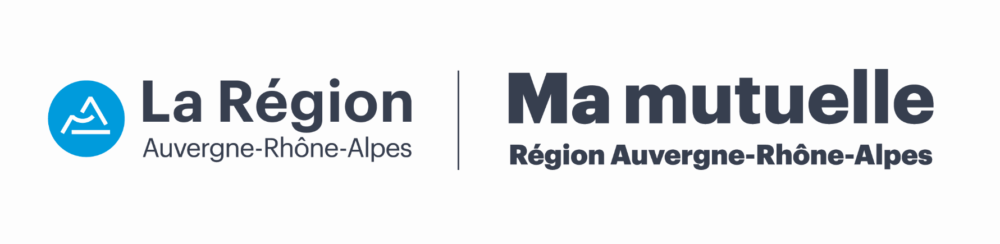 La Région
Auvergne-Rhône-Alpes
Ma mutuelle
Région Auvergne-Rhône-Alpes